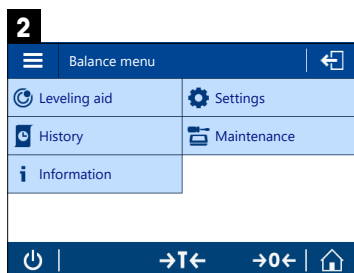 2
Balance menu
Leveling aid
Settings
History
Maintenance
i Information
→T← →0←